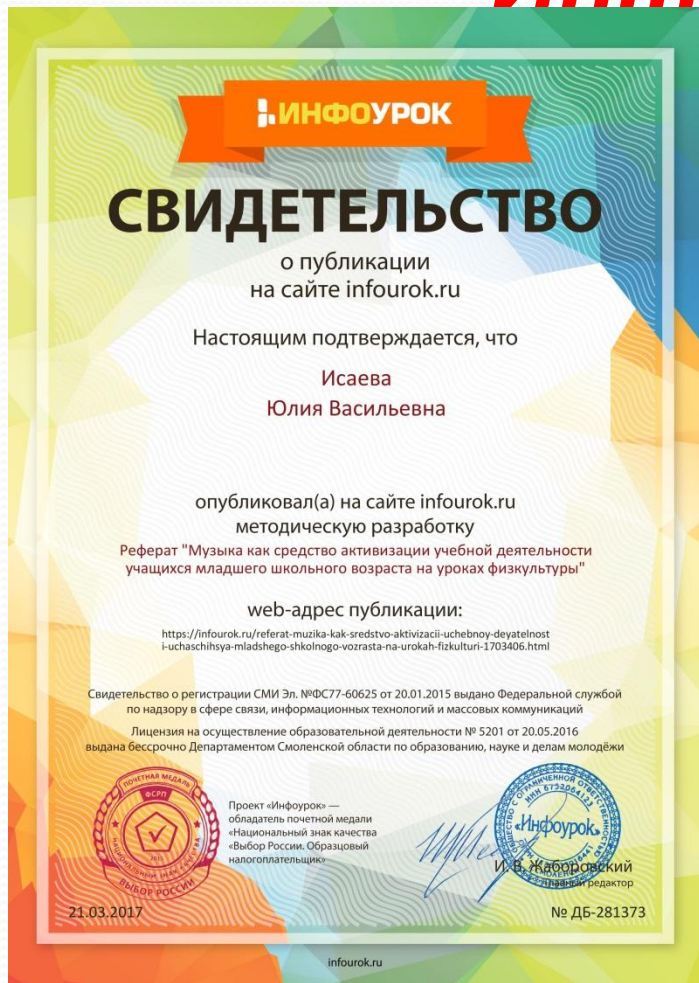 ИНФОУРОК
СВИДЕТЕЛЬСТВО
о публикации
на сайте infourok.ru
Настоящим подтверждается, что
Исаева
Юлия Васильевна
опубликовал(а) на сайте infourok.ru
методическую разработку
Реферат "Музыка как средство активизации учебной деятельности
учащихся младшего школьного возраста на уроках физкультуры"
web-адрес публикации:
https://infourok.ru/referat-muzika-kak-sredstvo-aktivizacii-uchebnoy-deyatelnost
i-uchaschihsya-mladshego-shkolnogo-vozrasta-na-urokah-fizkulturi-1703406.html
Свидетельство о регистрации СМИ Эл. №ФС77-60625 от 20.01.2015 выдано Федеральной службой
по надзору в сфере связи, информационных технологий и массовых коммуникаций
Лицензия на осуществление образовательной деятельности № 5201 от 20.05.2016
выдана бессрочно Департаментом Смоленской области по образованию, науке и делам молодёжи
ПОЧЕТНАЯ МЕДАЛЬ
ФСРП
НАЦИОНАЛЬНЫЙ ЗНАК КАЧЕСТВА
2015
ВЫБОР РОССИИ
Проект «Инфоурок» —
обладатель почетной медали
«Национальный знак качества
«Выбор России. Образцовый
налогоплательщик»
«Инфоурок»
И. В. Жаборовский
главный редактор
21.03.2017
№ ДБ-281373
infourok.ru